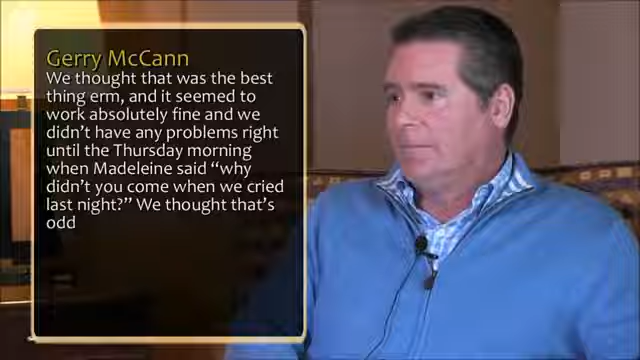 Gerry McCann
We thought that was the best
thing erm, and it seemed to
work absolutely fine and we
didn't have any problems right
until the Thursday morning
when Madeleine said “why
didn't you come when we cried
last night?” We thought that's
odd